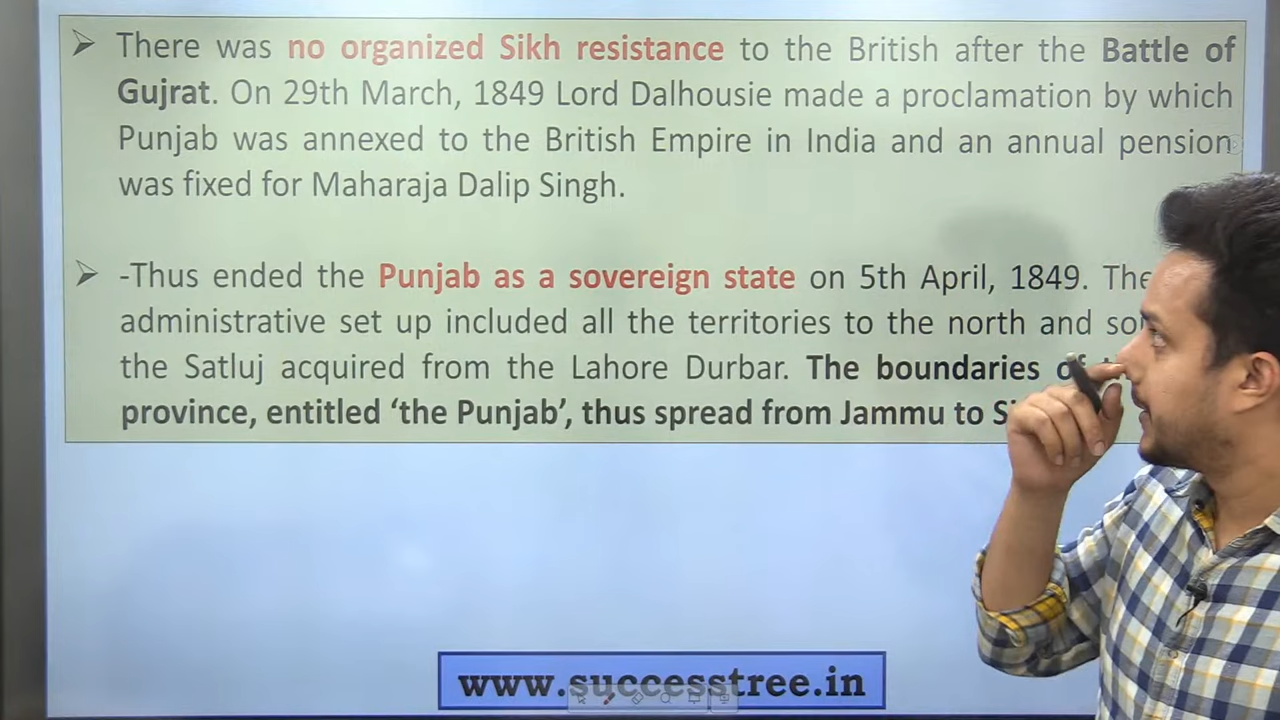 ➢ There was no organized Sikh resistance to the British after the Battle of
Gujrat. On 29th March, 1849 Lord Dalhousie made a proclamation by which
Punjab was annexed to the British Empire in India and an annual pension
was fixed for Maharaja Dalip Singh.
➢ -Thus ended the Punjab as a sovereign state on 5th April, 1849. The
administrative set up included all the territories to the north and
the Satluj acquired from the Lahore Durbar. The boundaries of
province, entitled ‘the Punjab’, thus spread from Jammu to
www.successtree.in